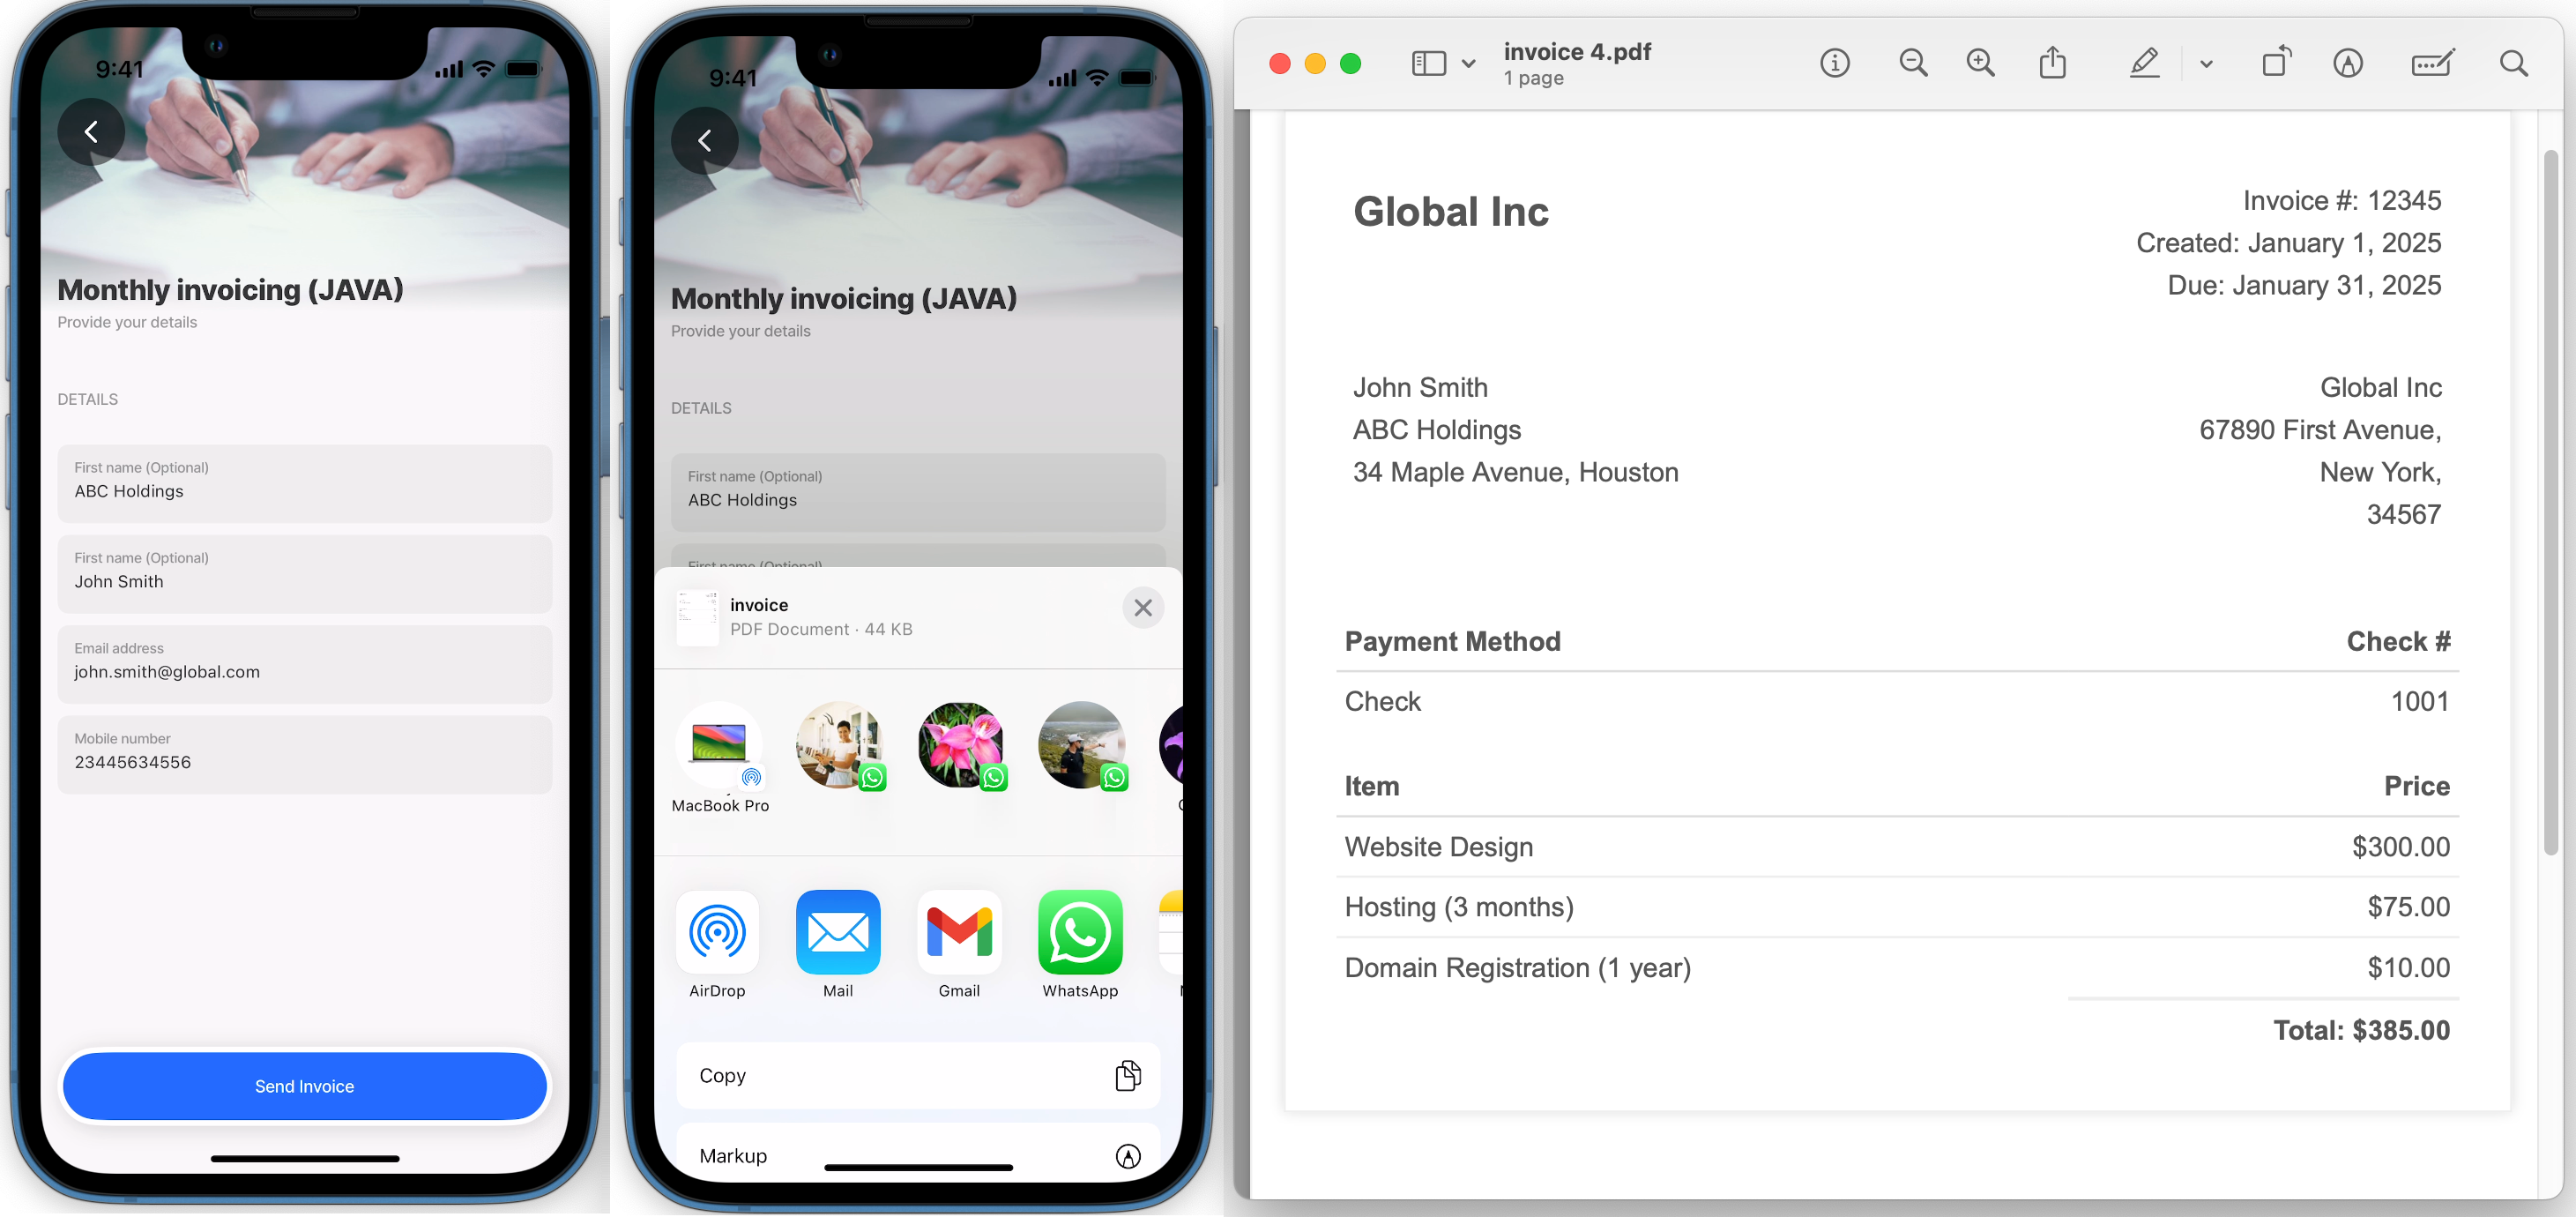 9:41
Monthly invoicing (JAVA)
Provide your details
DETAILS
First name (Optional)
ABC Holdings
First name (Optional)
John Smith
Email address
john.smith@global.com
Mobile number
23445634556
Send Invoice
9:41
Monthly invoicing (JAVA)
Provide your details
DETAILS
First name (Optional)
ABC Holdings
First name (Optional)
invoice
PDF Document · 44 KB
MacBook Pro
AirDrop
Mail
Gmail
WhatsApp
Copy
Markup
invoice 4.pdf
1 page
Global Inc
Invoice #: 12345
Created: January 1, 2025
Due: January 31, 2025
John Smith
ABC Holdings
34 Maple Avenue, Houston
Global Inc
67890 First Avenue,
New York,
34567
Payment Method Check #
Check 1001
Item Price
Website Design $300.00
Hosting (3 months) $75.00
Domain Registration (1 year) $10.00
Total: $385.00